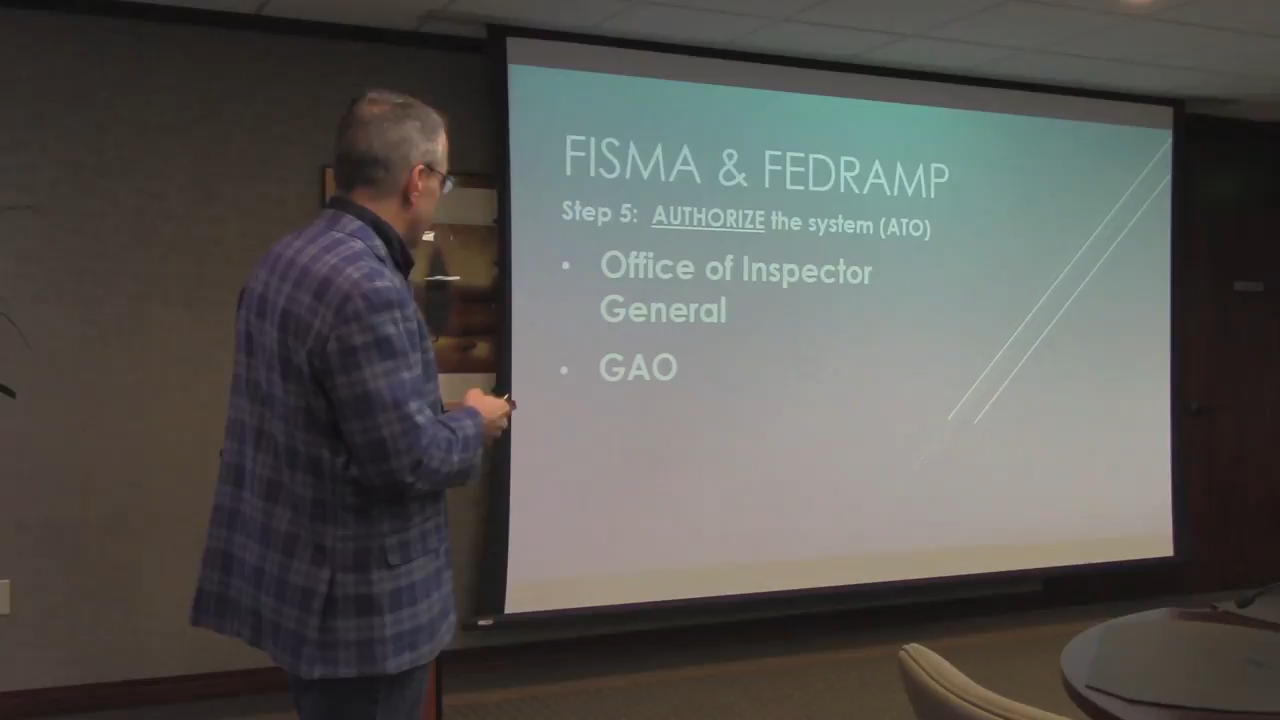 FISMA & FEDRAMP
Step 5: AUTHORIZE the system (ATO)
• Office of Inspector
General
• GAO